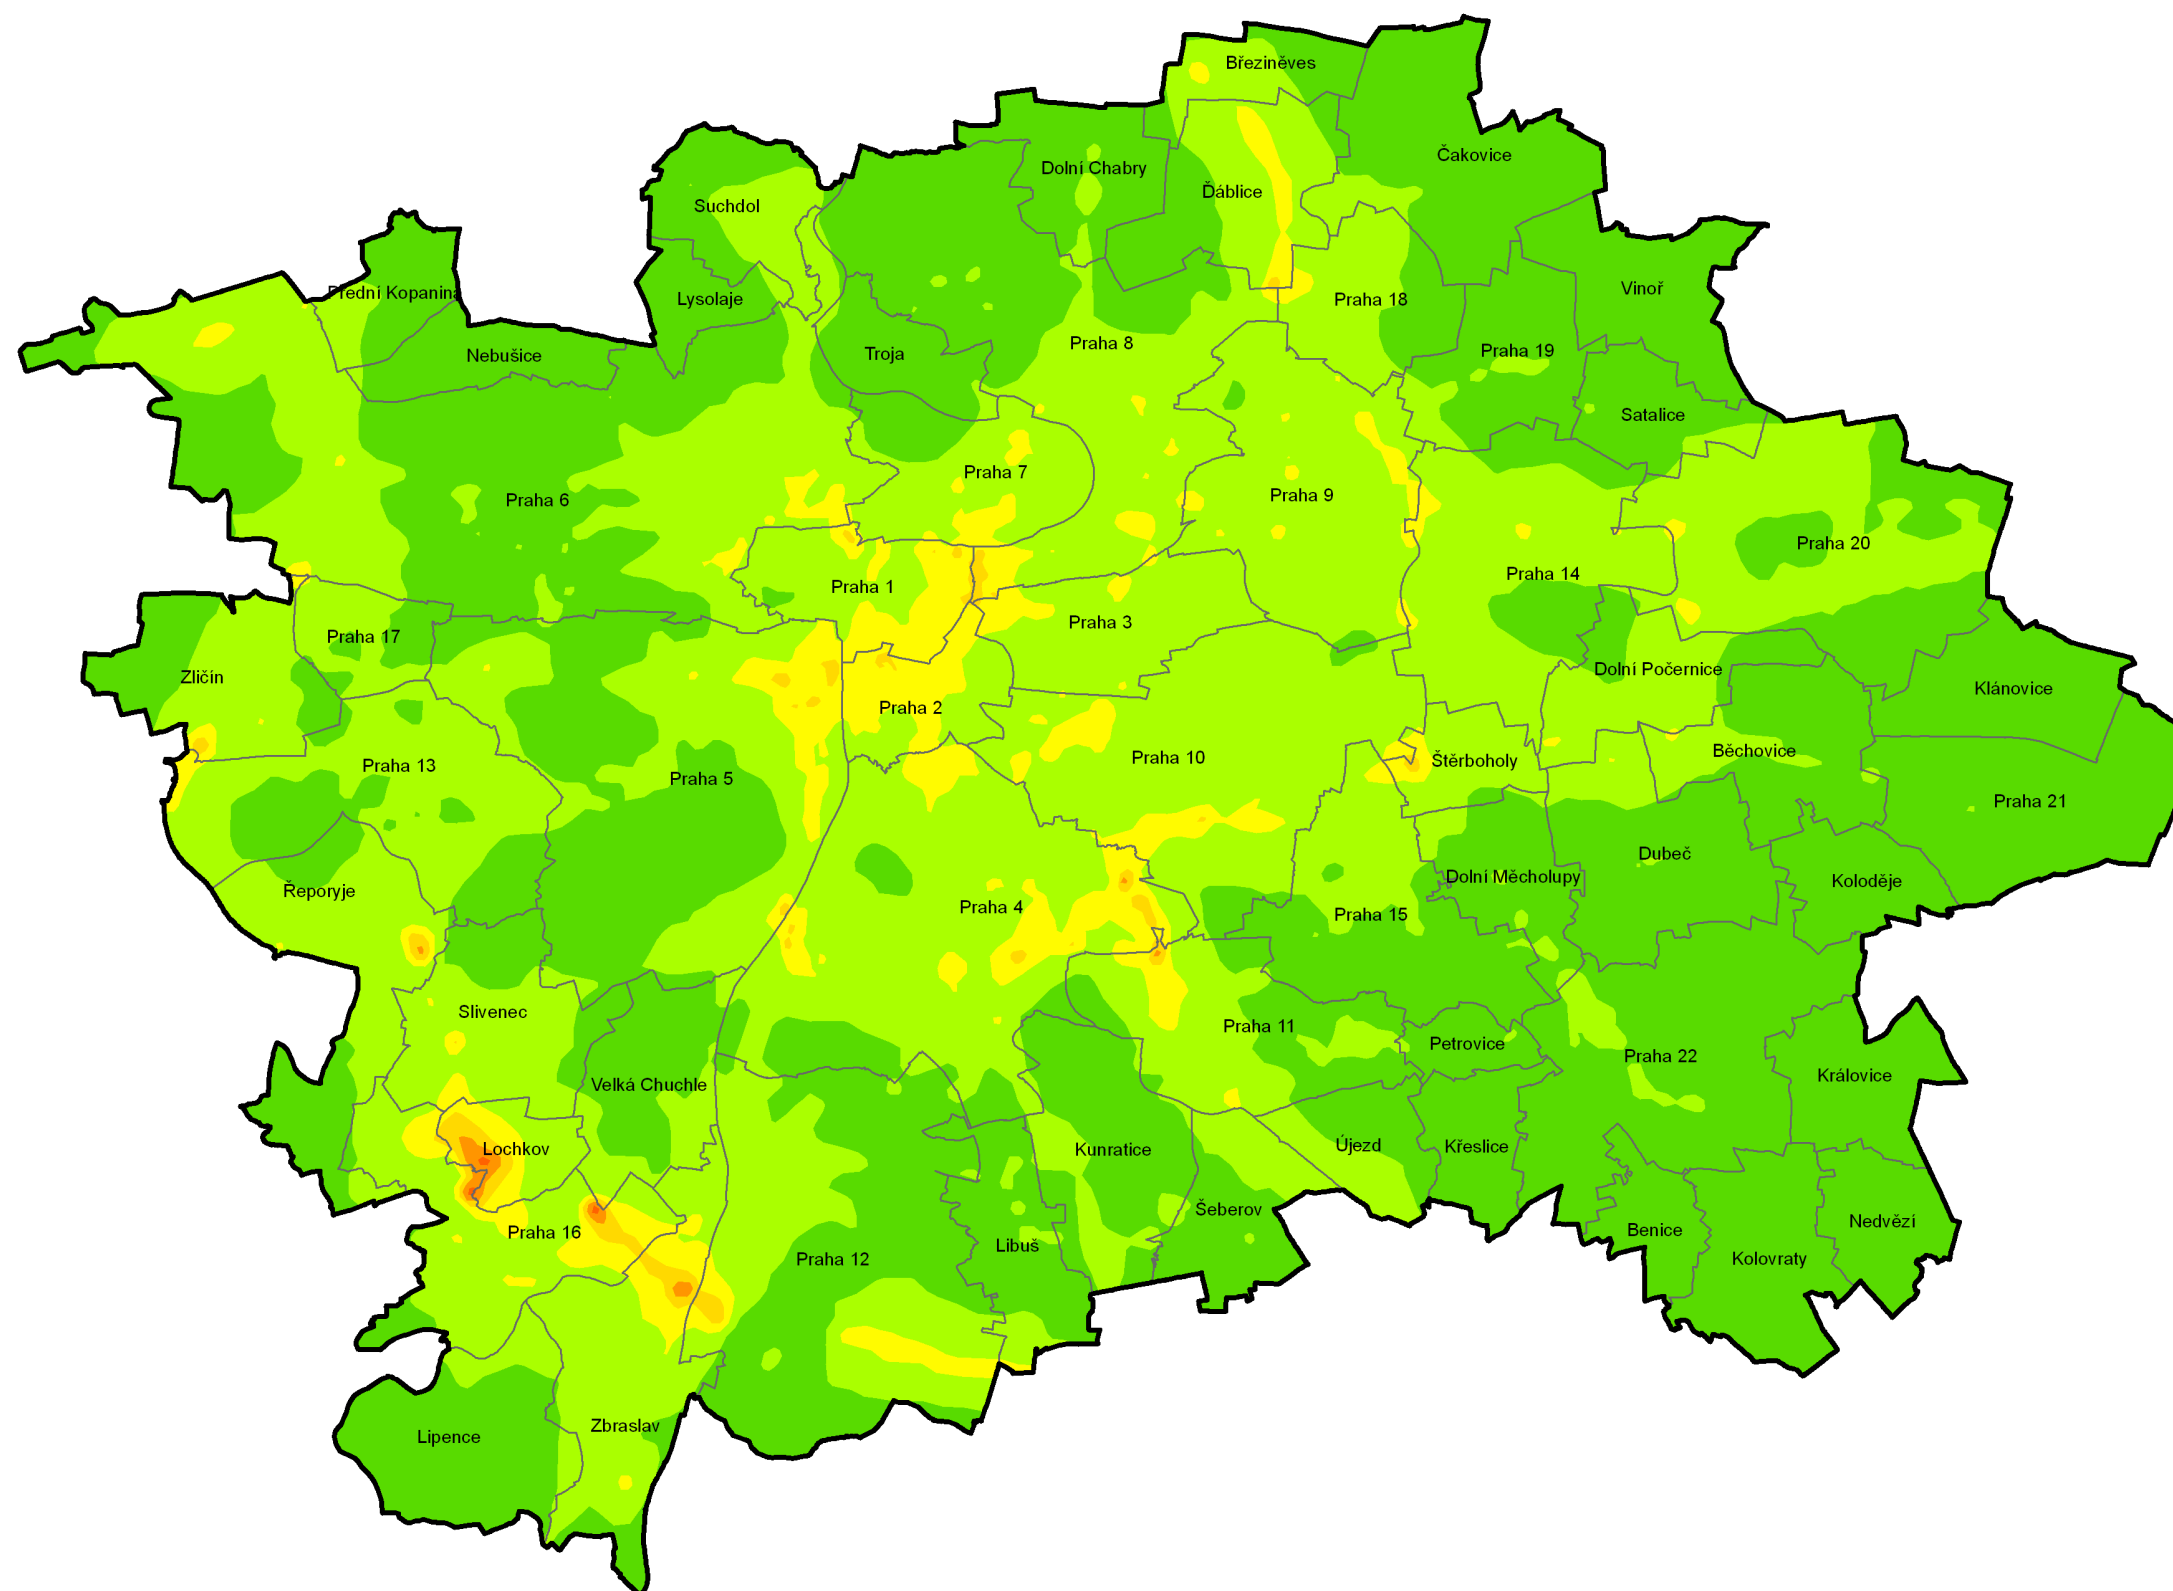 Březiněves
Čakovice
Dolní Chabry
Ďáblice
Suchdol
Přední Kopanina
Lysolaje
Praha 18
Vinoř
Nebušice
Troja
Praha 8
Praha 19
Satalice
Praha 7
Praha 6
Praha 9
Praha 20
Praha 14
Praha 1
Praha 3
Praha 17
Zličín
Dolní Počernice
Klánovice
Praha 2
Praha 13
Praha 5
Praha 10
Štěrboholy
Běchovice
Praha 21
Dubeč
Řeporyje
Dolní Měcholupy
Koloděje
Praha 4
Praha 15
Slivenec
Praha 11
Petrovice
Praha 22
Královice
Velká Chuchle
Lochkov
Kunratice
Újezd
Křeslice
Šeberov
Praha 16
Benice
Nedvězí
Libuš
Praha 12
Kolovraty
Lipence
Zbraslav